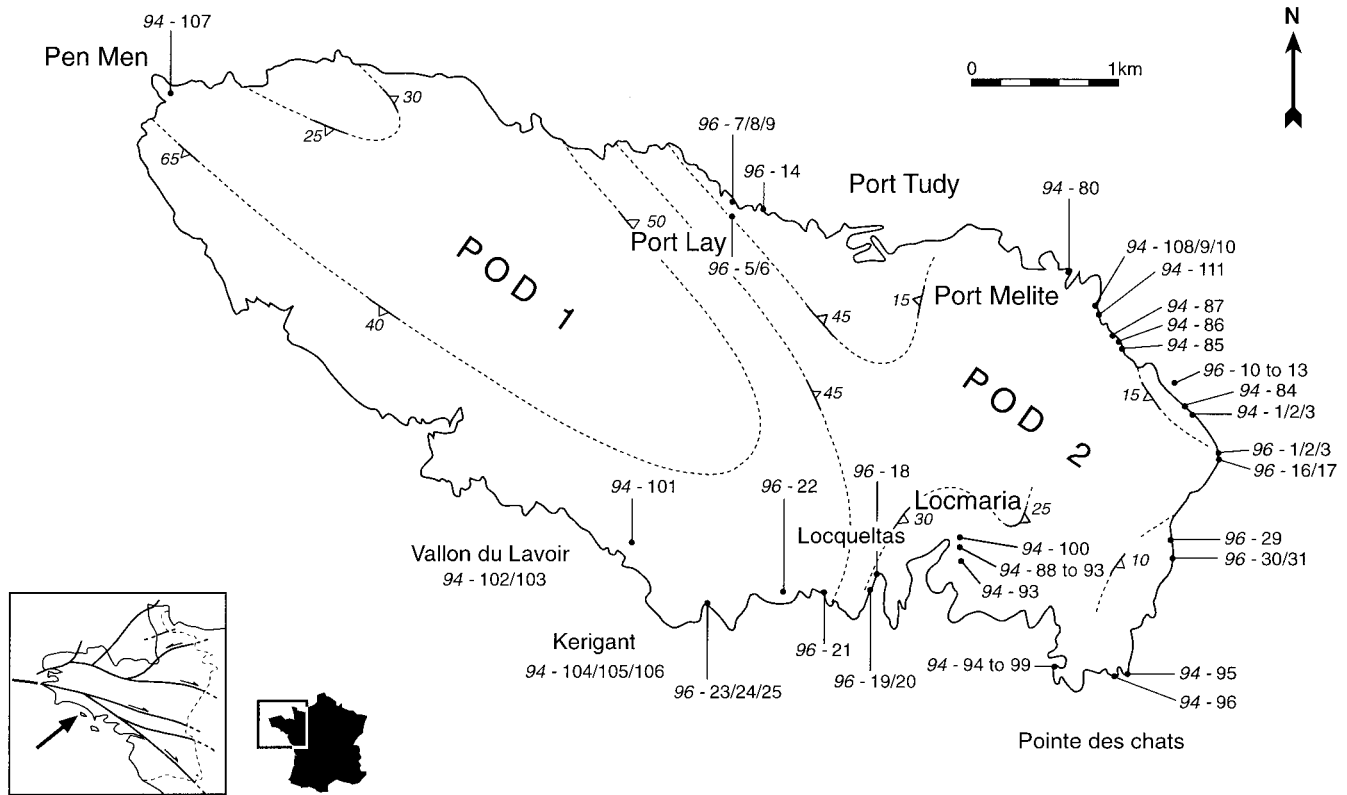 94 - 107
Pen Men
N
0
1km
30
25
65
96 - 7/8/9
96 - 14
Port Tudy
94 - 80
50
Port Lay
POD 1
96 - 5/6
94 - 108/9/10
94 - 111
15
Port Melite
94 - 87
94 - 86
94 - 85
40
45
96 - 10 to 13
94 - 84
94 - 1/2/3
45
15
POD 2
96 - 1/2/3
96 - 16/17
94 - 101
96 - 22
96 - 18
Locmaria
25
30
Locqueltas
96 - 29
Vallon du Lavoir
94 - 102/103
94 - 100
94 - 88 to 93
10
96 - 30/31
94 - 93
Kerigant
94 - 104/105/106
96 - 21
96 - 23/24/25
96 - 19/20
94 - 94 to 99
94 - 95
94 - 96
Pointe des chats